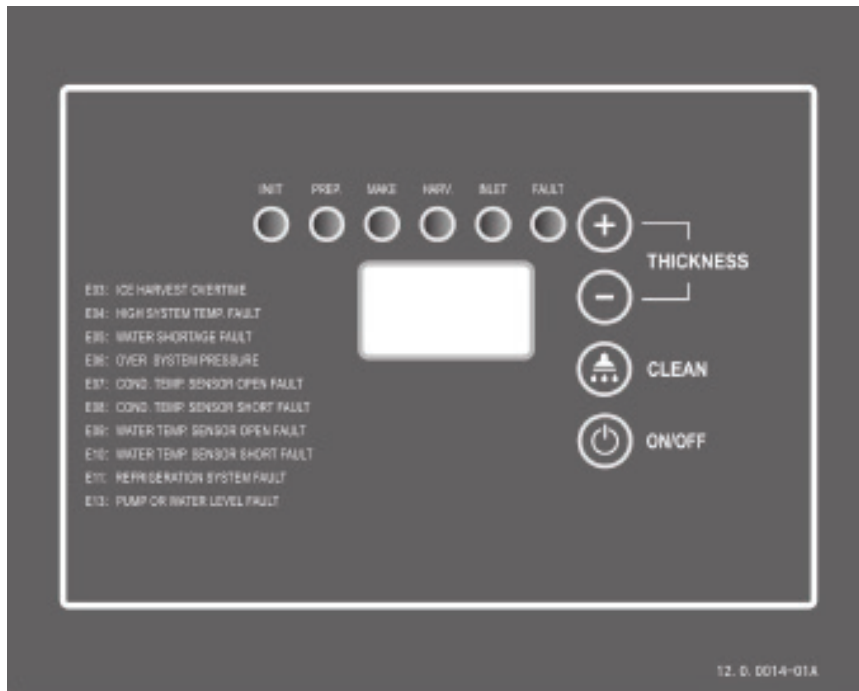 INIT PREP. MAKE HARV. INLET FAULT
+
THICKNESS
-
E03: ICE HARVEST OVERTIME
E04: HIGH SYSTEM TEMP. FAULT
E05: WATER SHORTAGE FAULT
E06: OVER SYSTEM PRESSURE
E07: COND. TEMP. SENSOR OPEN FAULT
E08: COND. TEMP. SENSOR SHORT FAULT
E09: WATER TEMP. SENSOR OPEN FAULT
E10: WATER TEMP. SENSOR SHORT FAULT
E11: REFRIGERATION SYSTEM FAULT
E13: PUMP OR WATER LEVEL FAULT
CLEAN
ON/OFF
12. 0. 0014-01A